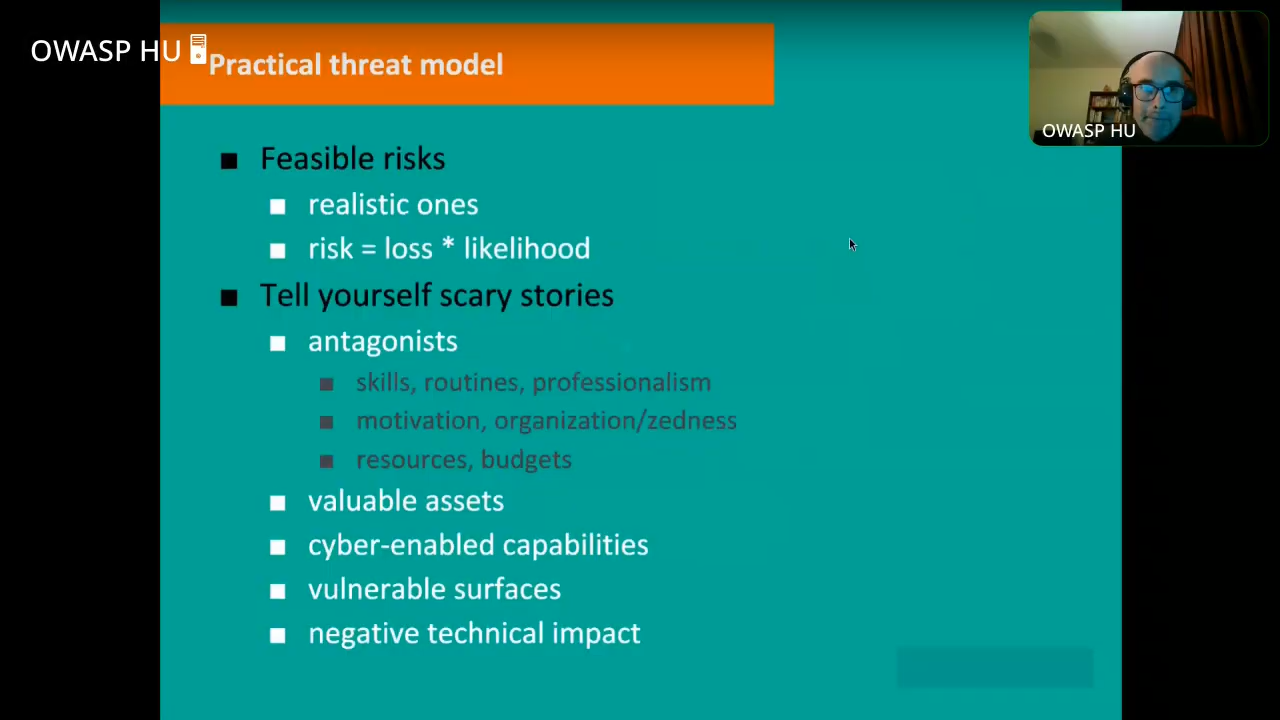 OWASP HU
Practical threat model
OWASP HU
Feasible risks
realistic ones
risk = loss * likelihood
Tell yourself scary stories
antagonists
skills, routines, professionalism
motivation, organization/zedness
resources, budgets
valuable assets
cyber-enabled capabilities
vulnerable surfaces
negative technical impact